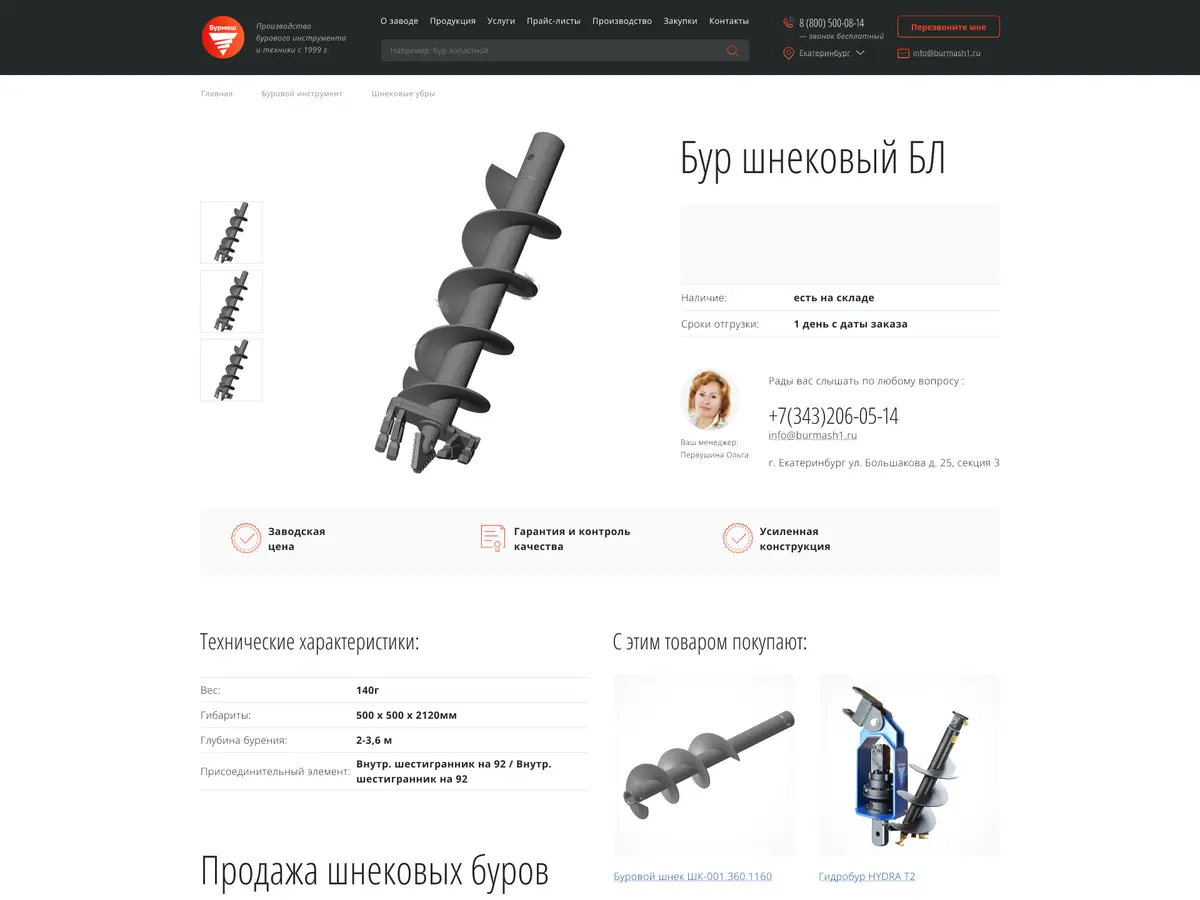 Бурмаш
Производство
бурового инструмента
и техники с 1999 г.
О заводе Продукция Услуги Прайс-листы Производство Закупки Контакты
Например: бур лопастной
8 (800) 500-08-14
— звонок бесплатный
Екатеринбург
Перезвоните мне
info@burmash1.ru
Главная Буровой инструмент Шнековые убры
Бур шнековый БЛ
Наличие: есть на складе
Сроки отгрузки: 1 день с даты заказа
Ваш менеджер:
Первушина Ольга
Рады вас слышать по любому вопросу :
+7(343)206-05-14
info@burmash1.ru
г. Екатеринбург ул. Большакова д. 25, секция 3
Заводская
цена
Гарантия и контроль
качества
Усиленная
конструкция
Технические характеристики:
Вес: 140г
Гибариты: 500 х 500 х 2120мм
Глубина бурения: 2-3,6 м
Присоединительный элемент: Внутр. шестигранник на 92 / Внутр.
шестигранник на 92
Продажа шнековых буров
С этим товаром покупают:
Буровой шнек ШК-001.360.1160
Гидробур HYDRA T2